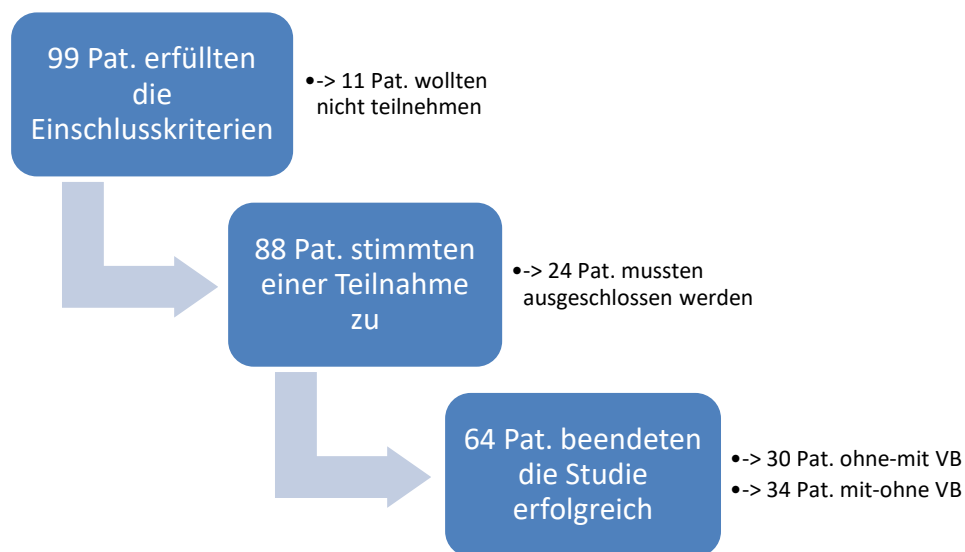 99 Pat. erfüllten
die
Einschlusskriterien
•-> 11 Pat. wollten
nicht teilnehmen
88 Pat. stimmten
einer Teilnahme
zu
•-> 24 Pat. mussten
ausgeschlossen werden
64 Pat. beendeten
die Studie
erfolgreich
•-> 30 Pat. ohne-mit VB
•-> 34 Pat. mit-ohne VB